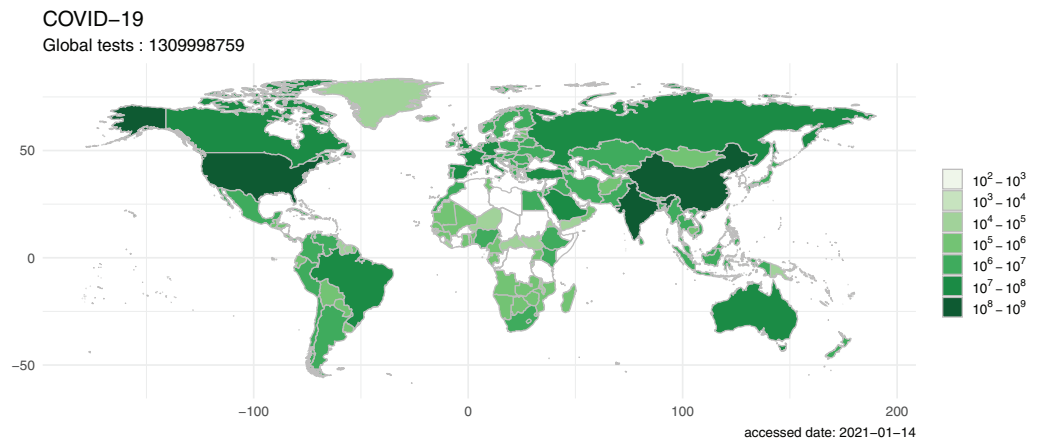 COVID−19
Global tests : 1309998759
50
0
−50
−100
0
100
200
10² − 10³
10³ − 10⁴
10⁴ − 10⁵
10⁵ − 10⁶
10⁶ − 10⁷
10⁷ − 10⁸
10⁸ − 10⁹
accessed date: 2021−01−14